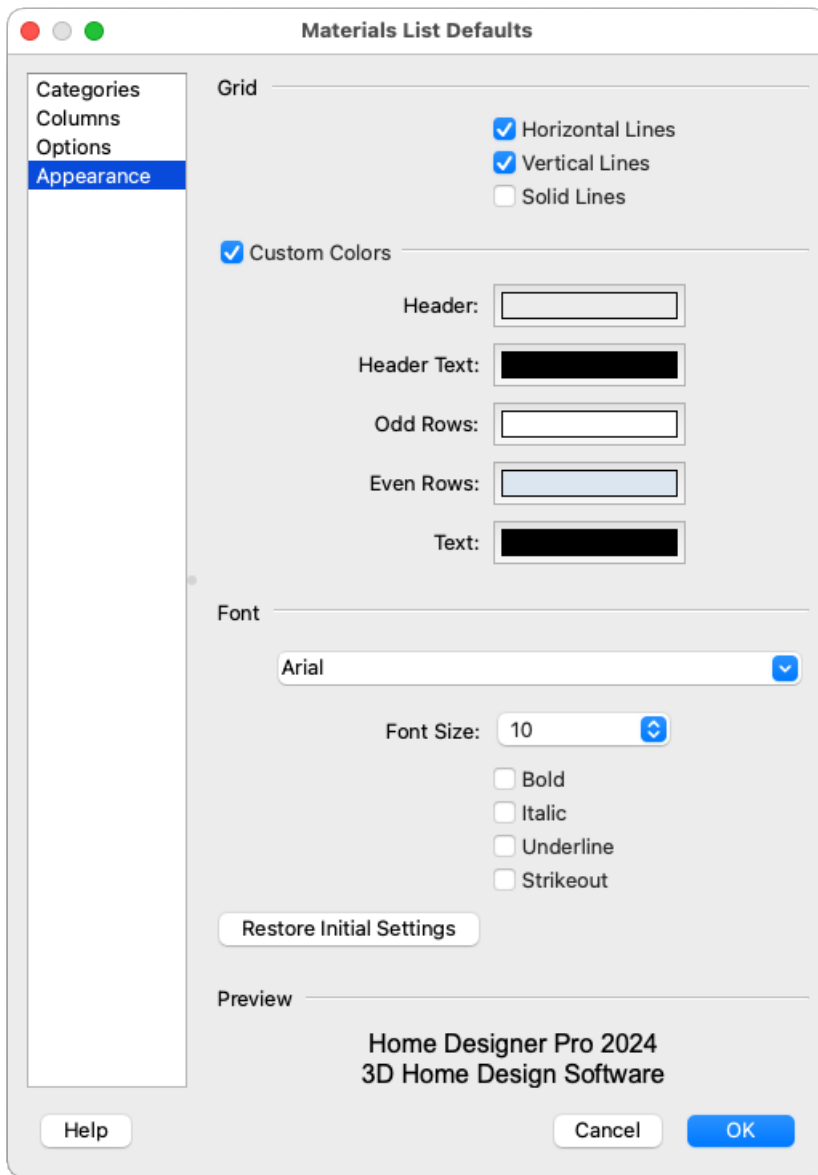 Materials List Defaults
Categories
Columns
Options
Appearance
Grid
Horizontal Lines
Vertical Lines
Solid Lines
Custom Colors
Header:
Header Text:
Odd Rows:
Even Rows:
Text:
Font
Arial
Font Size: 10
Bold
Italic
Underline
Strikeout
Restore Initial Settings
Preview
Home Designer Pro 2024
3D Home Design Software
Help Cancel OK